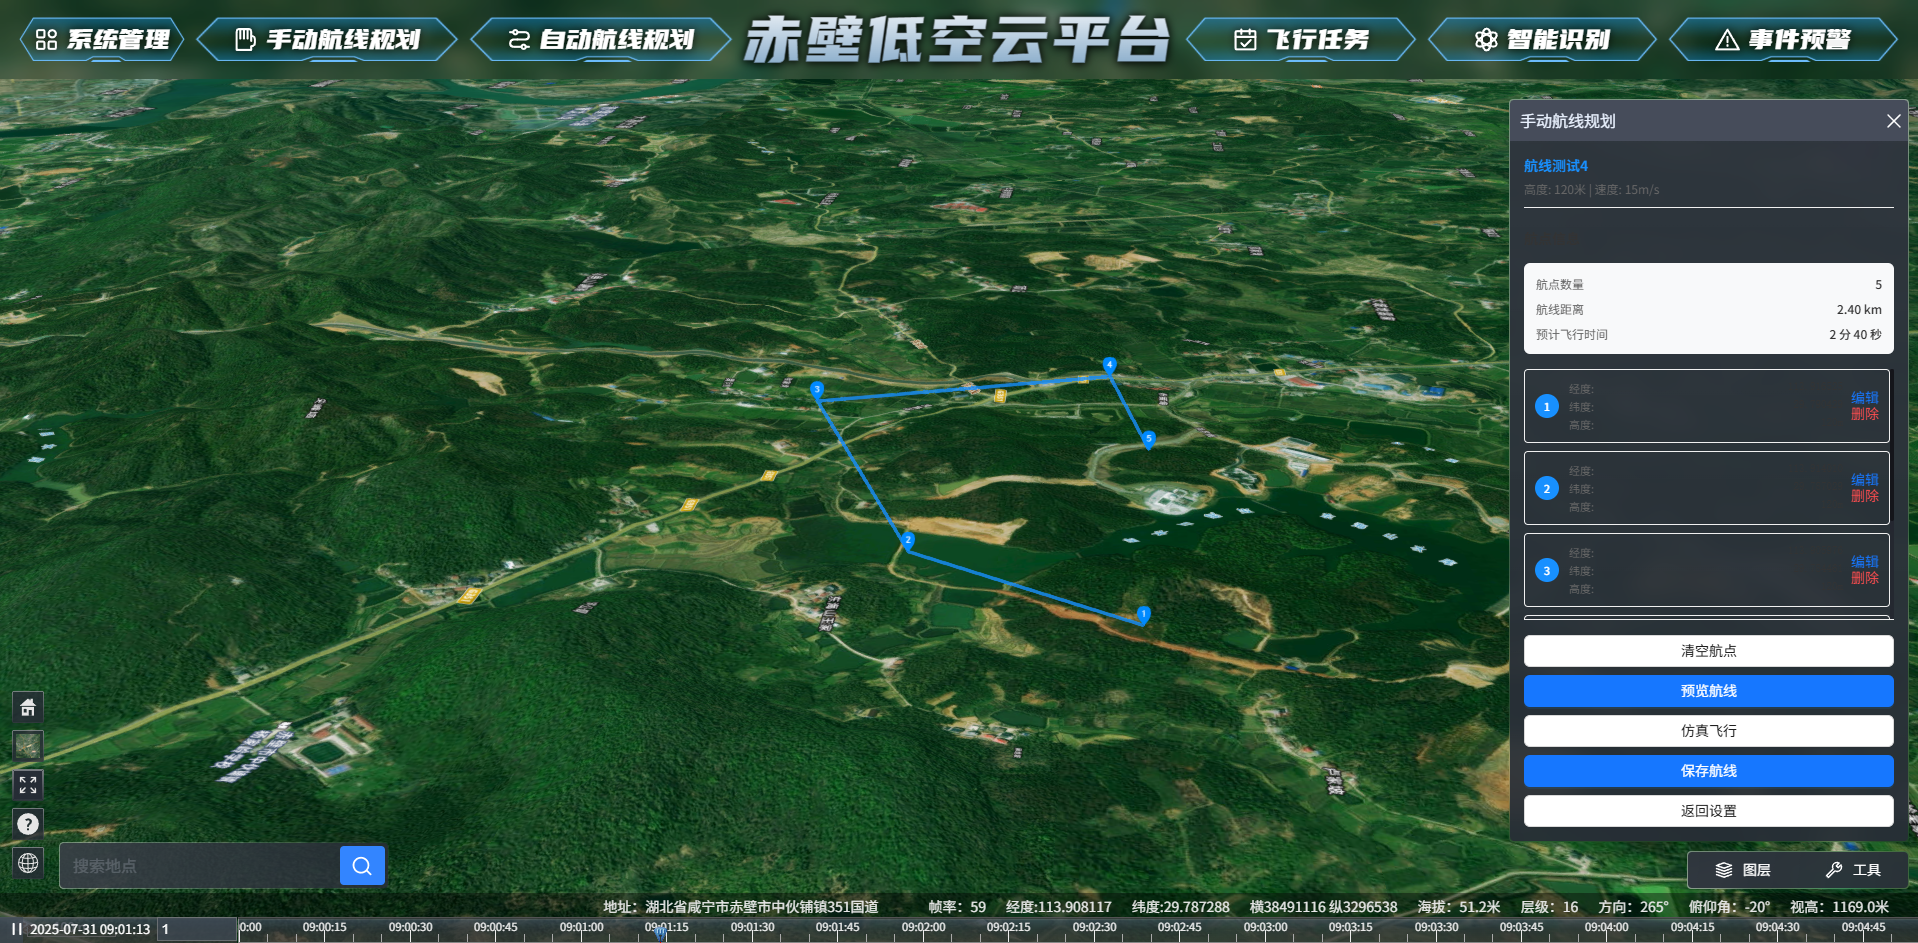 系统管理
手动航线规划
自动航线规划
赤壁低空云平台
飞行任务
智能识别
事件预警
手动航线规划
航线测试4
高度: 120米 | 速度: 15m/s
航点数量 5
航线距离 2.40 km
预计飞行时间 2 分 40 秒
1
经度:
纬度:
高度:
编辑
删除
2
经度:
纬度:
高度:
编辑
删除
3
经度:
纬度:
高度:
编辑
删除
清空航点
预览航线
仿真飞行
保存航线
返回设置
3
4
5
2
1
搜索地点
图层
工具
地址：湖北省咸宁市赤壁市中伙铺镇351国道 帧率：59 经度:113.908117 纬度:29.787288 横38491116 纵3296538 海拔：51.2米 层级：16 方向：265° 俯仰角：-20° 视高：1169.0米
2025-07-31 09:01:13 1 0:00 09:00:15 09:00:30 09:00:45 09:01:00 09:01:15 09:01:30 09:01:45 09:02:00 09:02:15 09:02:30 09:02:45 09:03:00 09:03:15 09:03:30 09:03:45 09:04:00 09:04:15 09:04:30 09:04:45